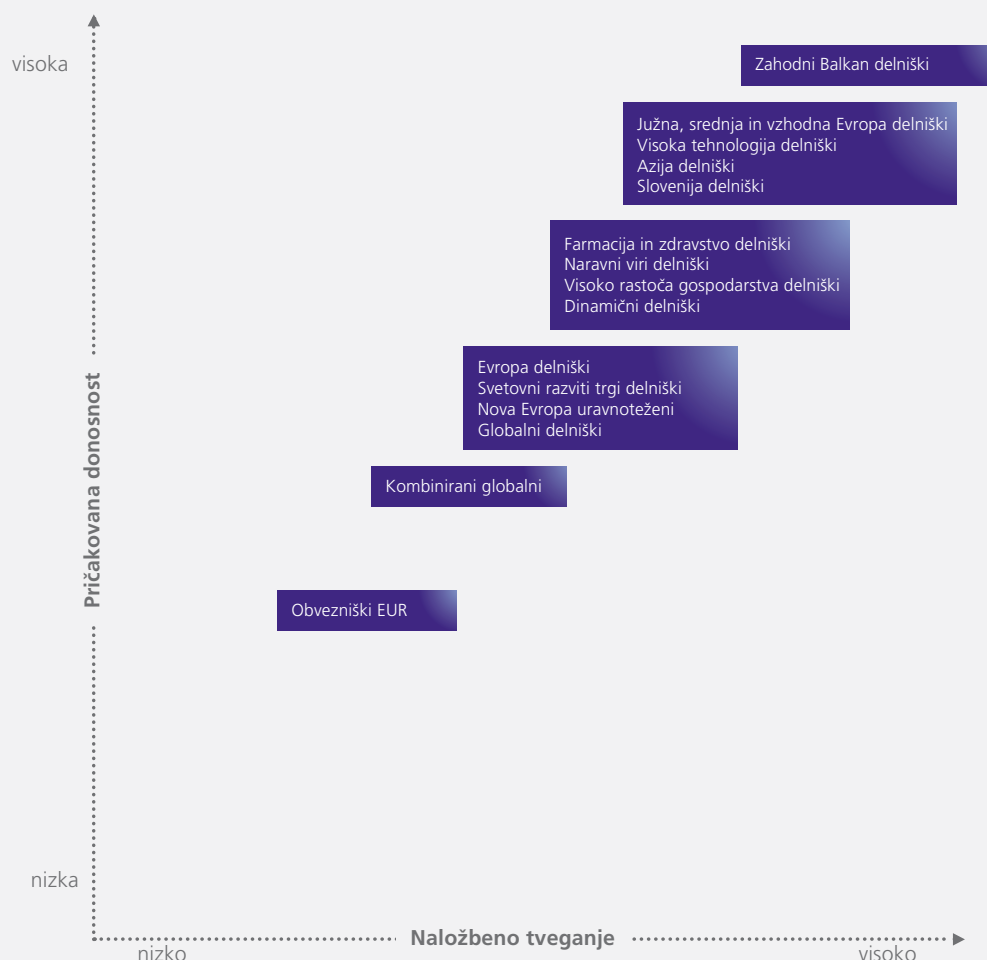 visoka
Zahodni Balkan delniški
Južna, srednja in vzhodna Evropa delniški
Visoka tehnologija delniški
Azija delniški
Slovenija delniški
Farmacija in zdravstvo delniški
Naravni viri delniški
Visoko rastoča gospodarstva delniški
Dinamični delniški
Evropa delniški
Svetovni razviti trgi delniški
Nova Evropa uravnoteženi
Globalni delniški
Pričakovana donosnost
Kombinirani globalni
Obvezniški EUR
nizka
Naložbeno tveganje
nizko
visoko